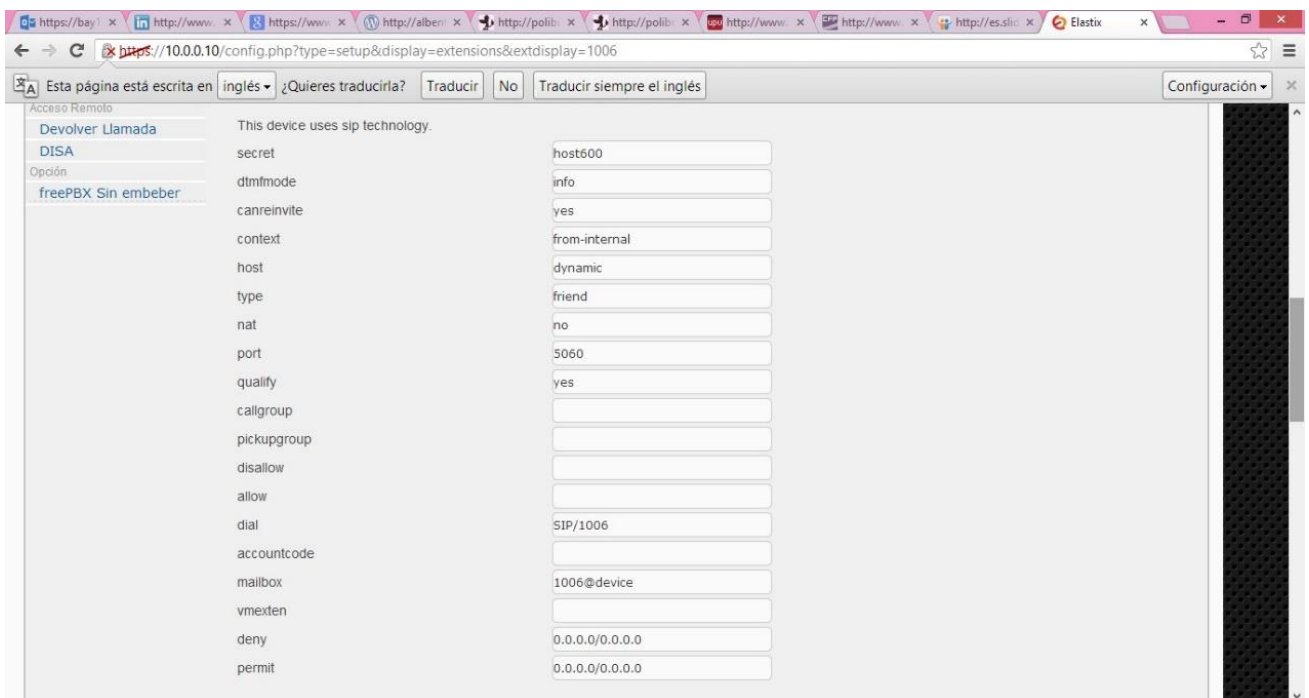 https://bay1 http://www. https://www. http://alben http://polib http://polib http://www. http://www. http://es.slic Elastix
https://10.0.0.10/config.php?type=setup&display=extensions&extdisplay=1006
Esta página está escrita en inglés ¿Quieres traducirla? Traducir No Traducir siempre el inglés Configuración
Acceso Remoto
Devolver Llamada
DISA
Opción
freePBX Sin embeber
This device uses sip technology.
secret host600
dtmfmode info
canreinvite yes
context from-internal
host dynamic
type friend
nat no
port 5060
qualify yes
callgroup
pickupgroup
disallow
allow
dial SIP/1006
accountcode
mailbox 1006@device
vmexten
deny 0.0.0.0/0.0.0.0
permit 0.0.0.0/0.0.0.0